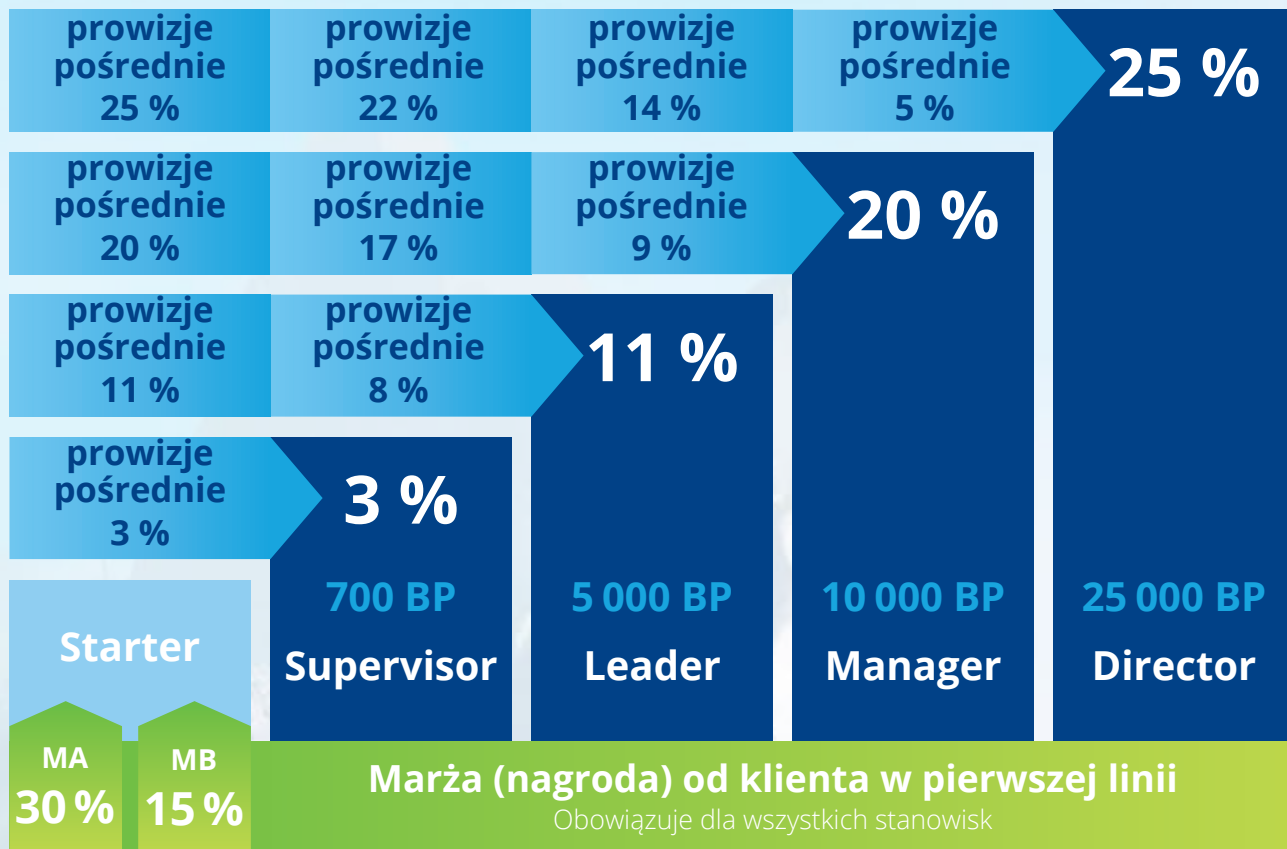 prowizje
pośrednie
25 %
prowizje
pośrednie
22 %
prowizje
pośrednie
14 %
prowizje
pośrednie
5 %
25 %
prowizje
pośrednie
20 %
prowizje
pośrednie
17 %
prowizje
pośrednie
9 %
20 %
prowizje
pośrednie
11 %
prowizje
pośrednie
8 %
11 %
prowizje
pośrednie
3 %
3 %
700 BP
5 000 BP
10 000 BP
25 000 BP
Starter
Supervisor
Leader
Manager
Director
MA
30 %
MB
15 %
Marża (nagroda) od klienta w pierwszej linii
Obowiązuje dla wszystkich stanowisk